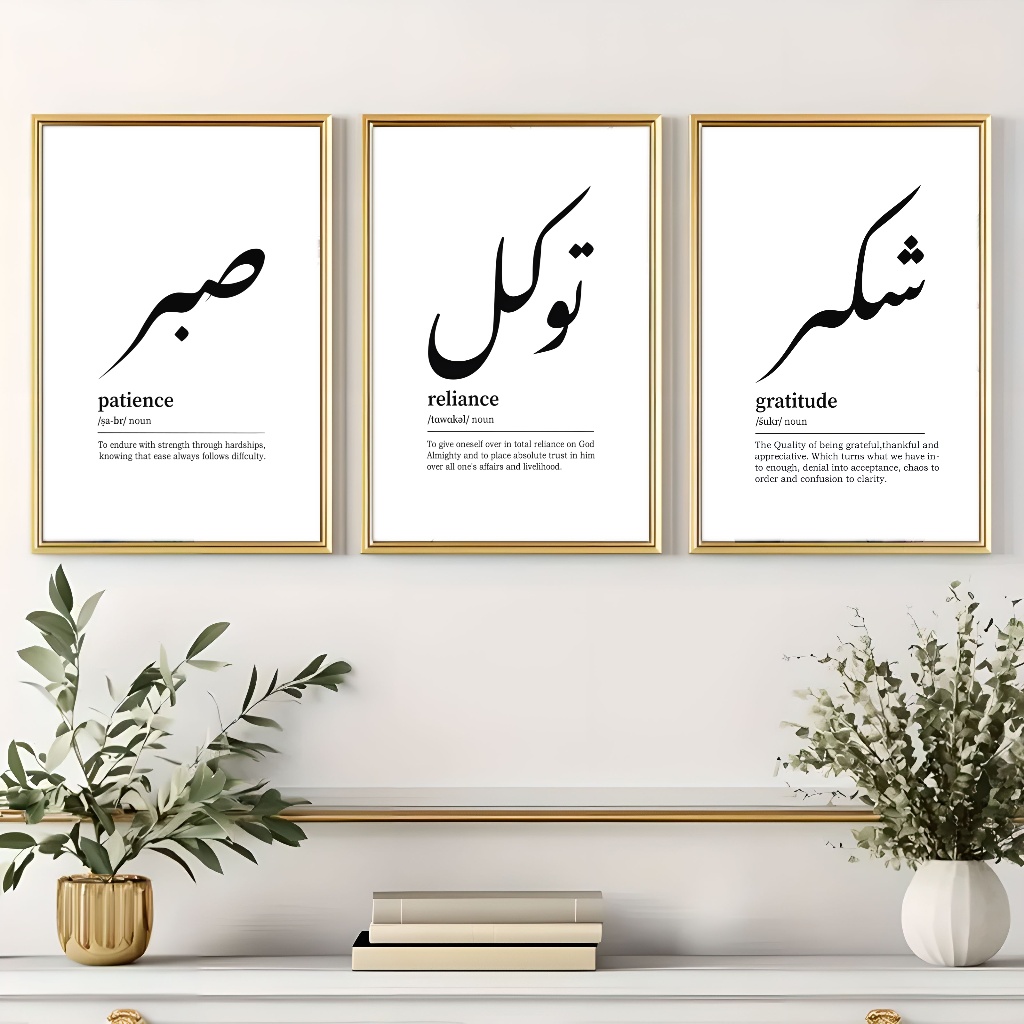 صبر
patience
/ṣa-br/ noun
To endure with strength through hardships,
knowing that ease always follows diffculty.
توكل
reliance
/tawakəl/ noun
To give oneself over in total reliance on God
Almighty and to place absolute trust in him
over all one's affairs and livelihood.
شكر
gratitude
/šukr/ noun
The Quality of being grateful,thankful and
appreciative. Which turns what we have in-
to enough, denial into acceptance, chaos to
order and confusion to clarity.